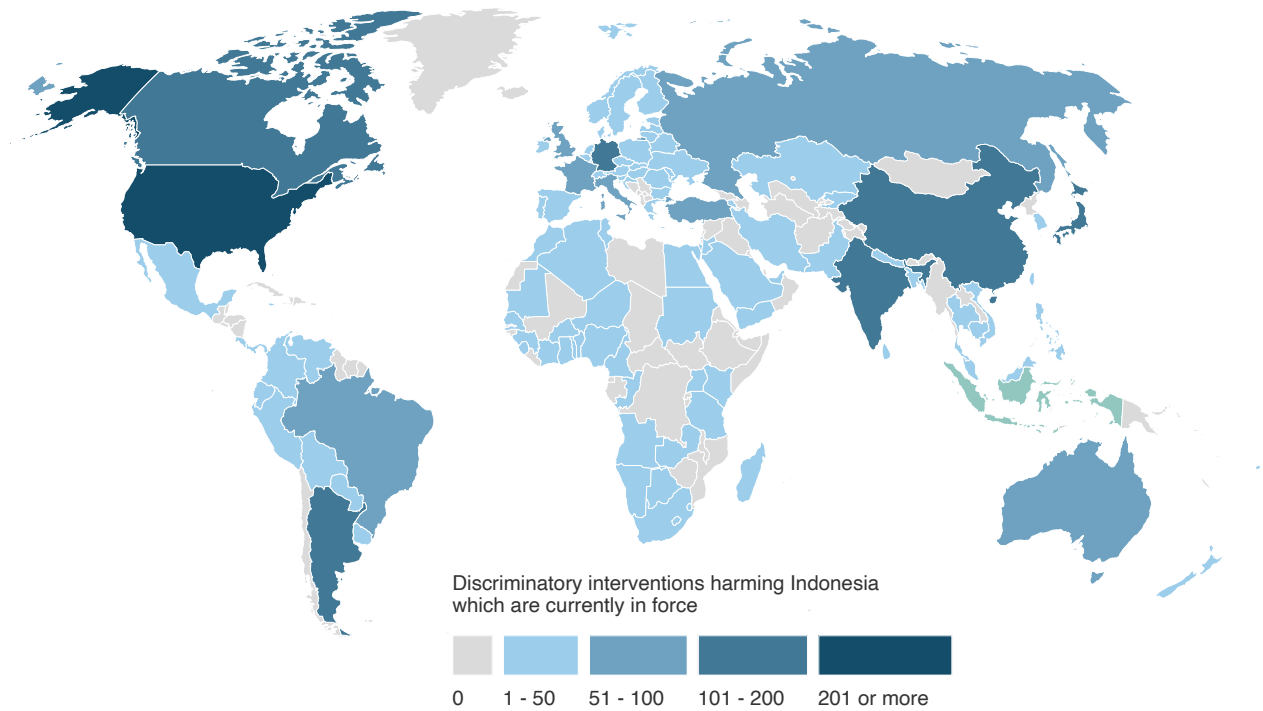 Discriminatory interventions harming Indonesia
which are currently in force
0
1 - 50
51 - 100
101 - 200
201 or more